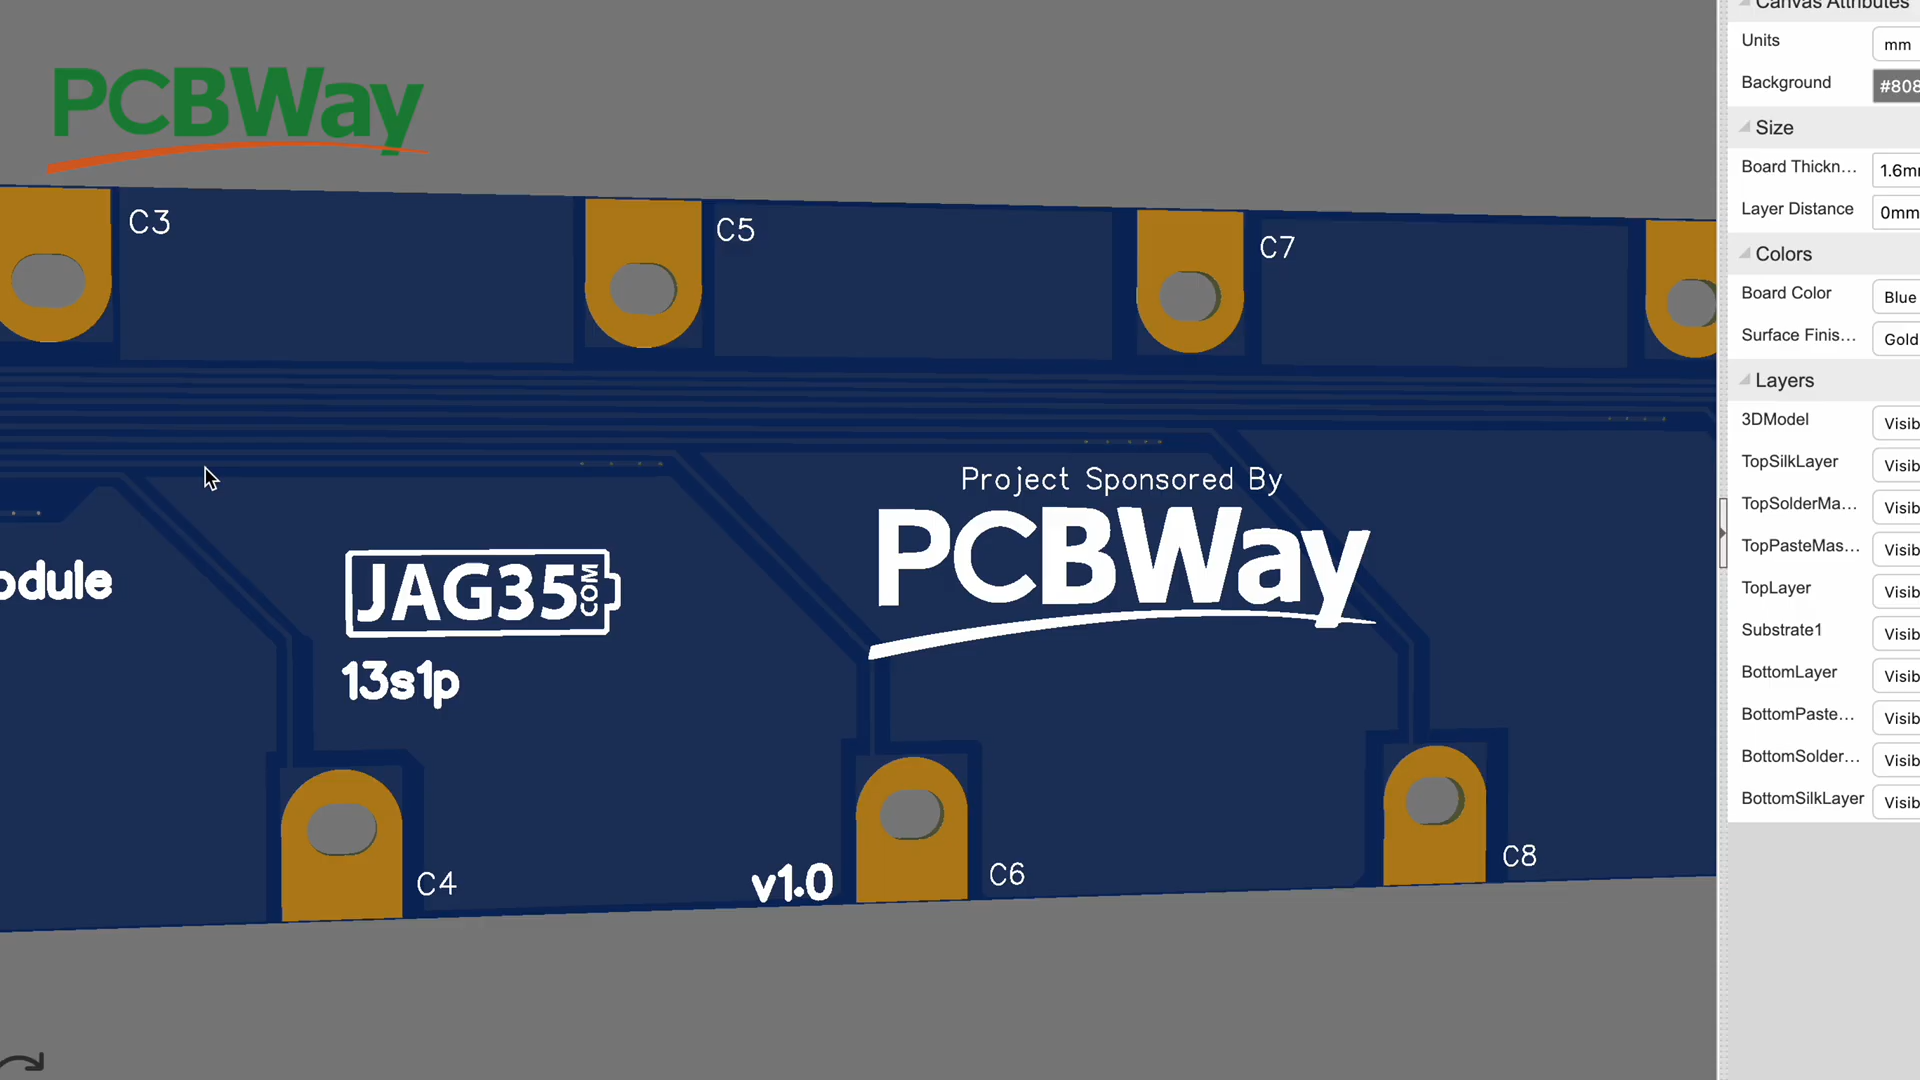 PCBWay
C3
C5
C7
Project Sponsored By
PCBWay
odule
JAG35
COM
13s1p
C4
v1.0
C6
C8
Canvas Attributes
Units mm
Background #808
Size
Board Thickn... 1.6m
Layer Distance 0mm
Colors
Board Color Blue
Surface Finis... Gold
Layers
3DModel Visib
TopSilkLayer Visib
TopSolderMa... Visib
TopPasteMas... Visib
TopLayer Visib
Substrate1 Visib
BottomLayer Visib
BottomPaste... Visib
BottomSolder... Visib
BottomSilkLayer Visib